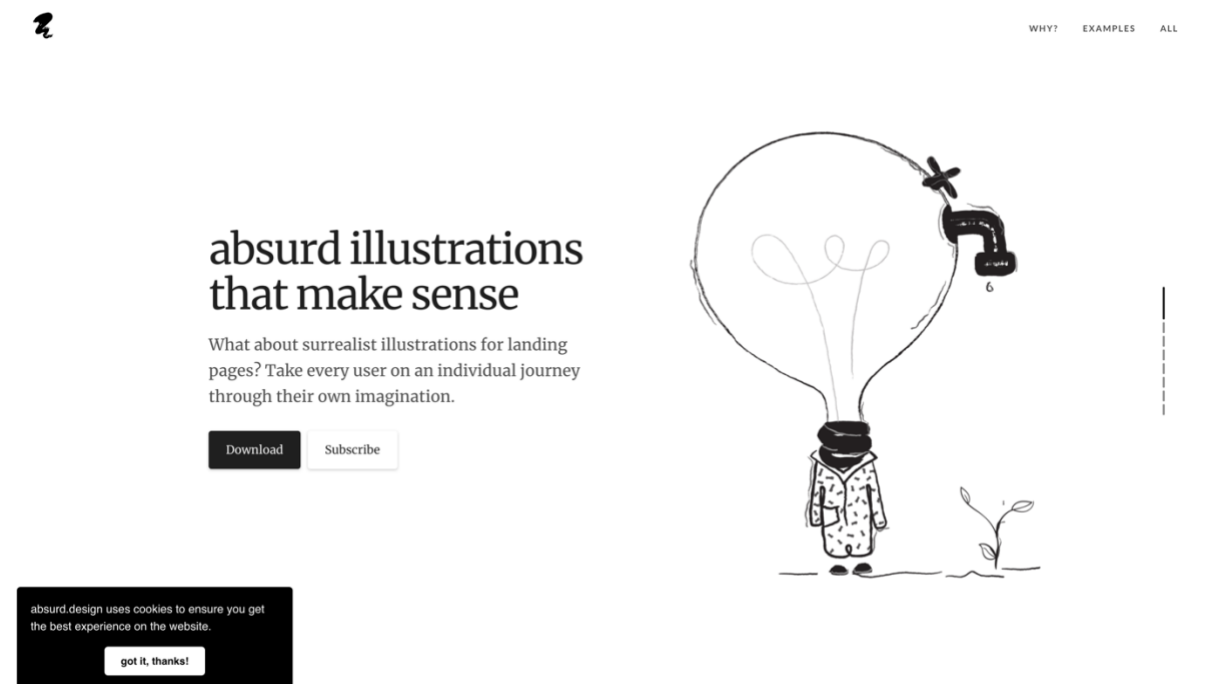 WHY?
EXAMPLES
ALL
absurd illustrations
that make sense
What about surrealist illustrations for landing
pages? Take every user on an individual journey
through their own imagination.
Download
Subscribe
absurd.design uses cookies to ensure you get
the best experience on the website.
got it, thanks!